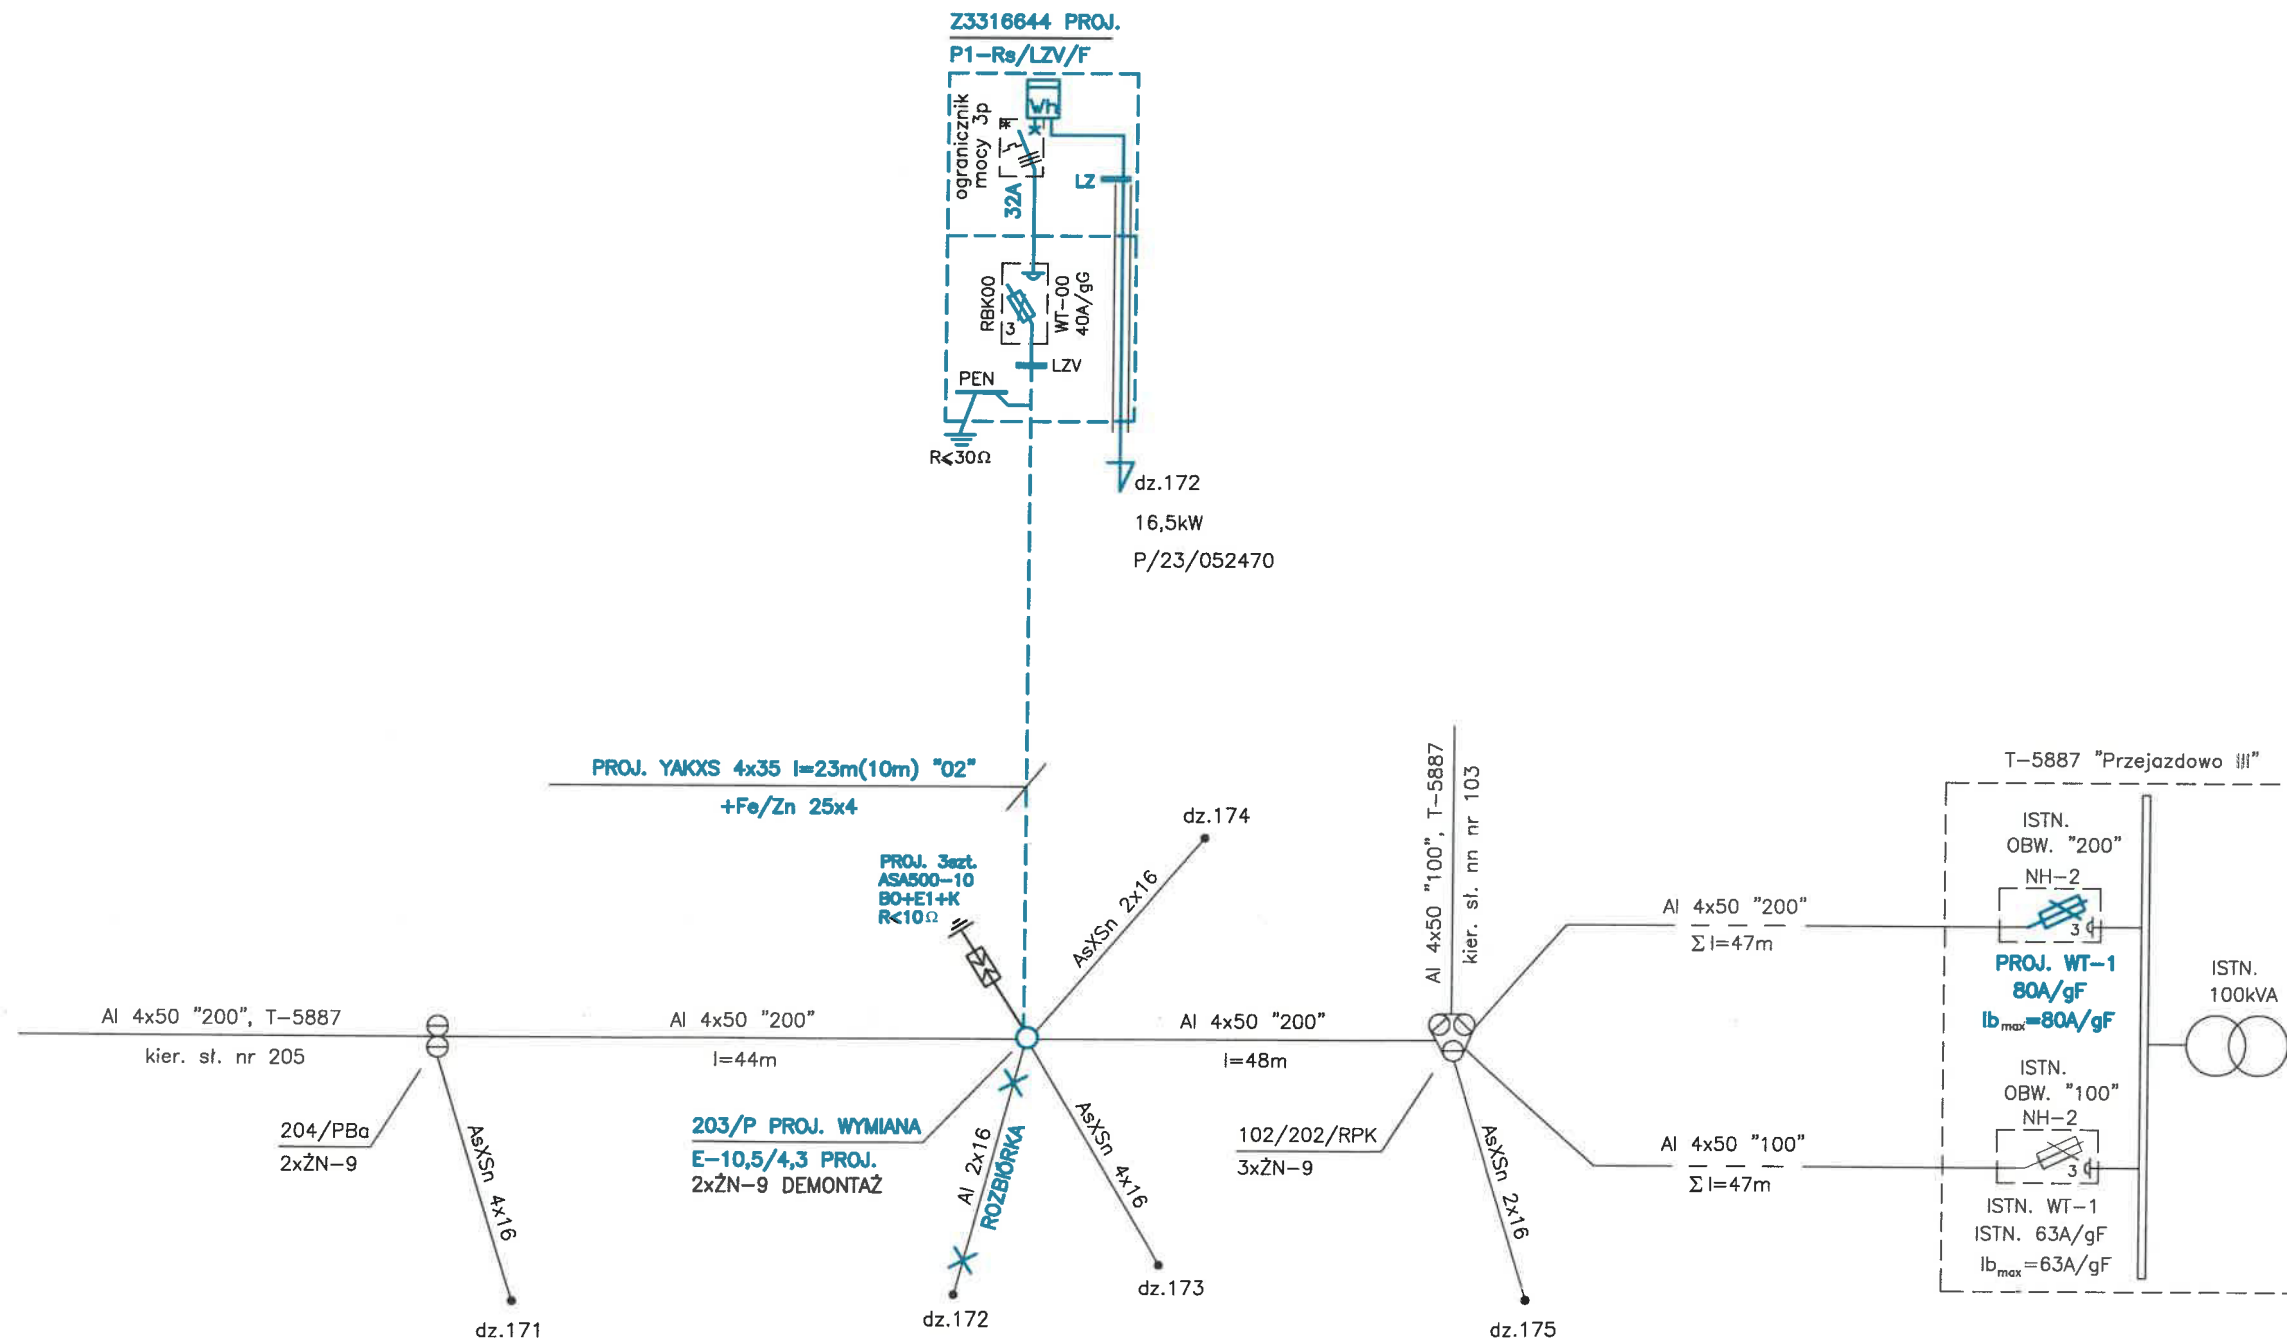 Z3316644 PROJ.
P1-Rs/LZV/F
Wh
ogranicznik
mocy 3p
32A
LZ
RBK00
3
WT-00
40A/gG
LZV
PEN
R⩽30Ω
dz.172
16,5kW
P/23/052470
PROJ. YAKXS 4x35 l=23m(10m) "02"
+Fe/Zn 25x4
PROJ. 3szt.
ASA500-10
BO+E1+K
R<10Ω
dz.174
AsXSn 2x16
Al 4x50 "100", T-5887
kier. sł. nn nr 103
T-5887 "Przejazdowo III"
ISTN.
OBW. "200"
NH-2
3
PROJ. WT-1
80A/gF
Ibmax=80A/gF
Al 4x50 "200"
Σl=47m
ISTN.
100kVA
Al 4x50 "200", T-5887
kier. sł. nr 205
Al 4x50 "200"
l=44m
Al 4x50 "200"
l=48m
ISTN.
OBW. "100"
NH-2
3
ISTN. WT-1
ISTN. 63A/gF
Ibmax=63A/gF
Al 4x50 "100"
Σl=47m
204/PBa
2xŻN-9
AsXSn 4x16
dz.171
203/P PROJ. WYMIANA
E-10,5/4,3 PROJ.
2xŻN-9 DEMONTAŻ
Al 2x16
ROZBIÓRKA
dz.172
AsXSn 4x16
dz.173
102/202/RPK
3xŻN-9
AsXSn 2x16
dz.175